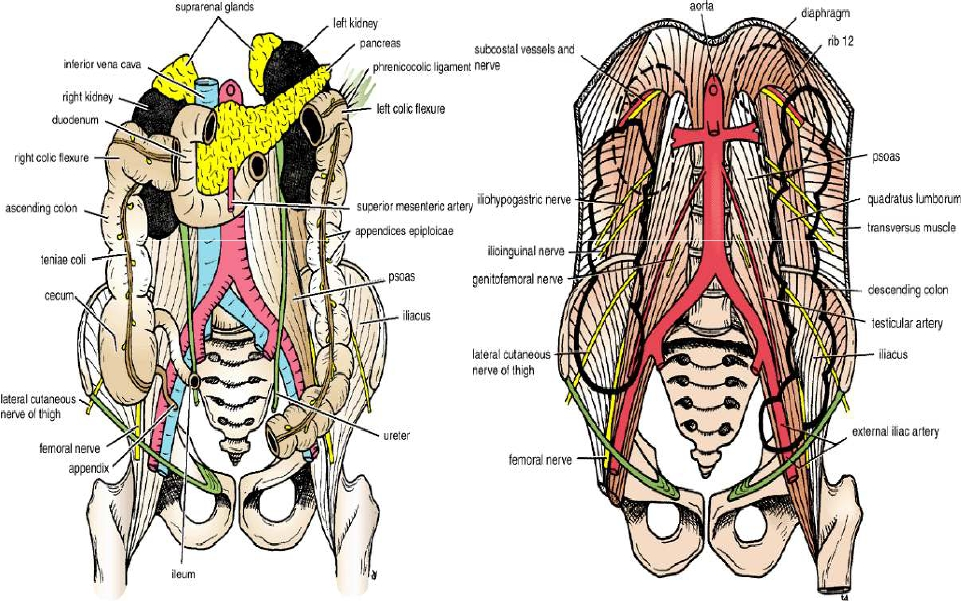 suprarenal glands
left kidney
pancreas
inferior vena cava
phrenicocolic ligament
right kidney
left colic flexure
duodenum
right colic flexure
ascending colon
superior mesenteric artery
appendices epiploicae
teniae coli
psoas
cecum
iliacus
lateral cutaneous
nerve of thigh
femoral nerve
ureter
appendix
ileum
aorta
diaphragm
rib 12
subcostal vessels and
nerve
psoas
iliohypogastric nerve
quadratus lumborum
transversus muscle
ilioinguinal nerve
genitofemoral nerve
descending colon
testicular artery
lateral cutaneous
nerve of thigh
iliacus
external iliac artery
femoral nerve